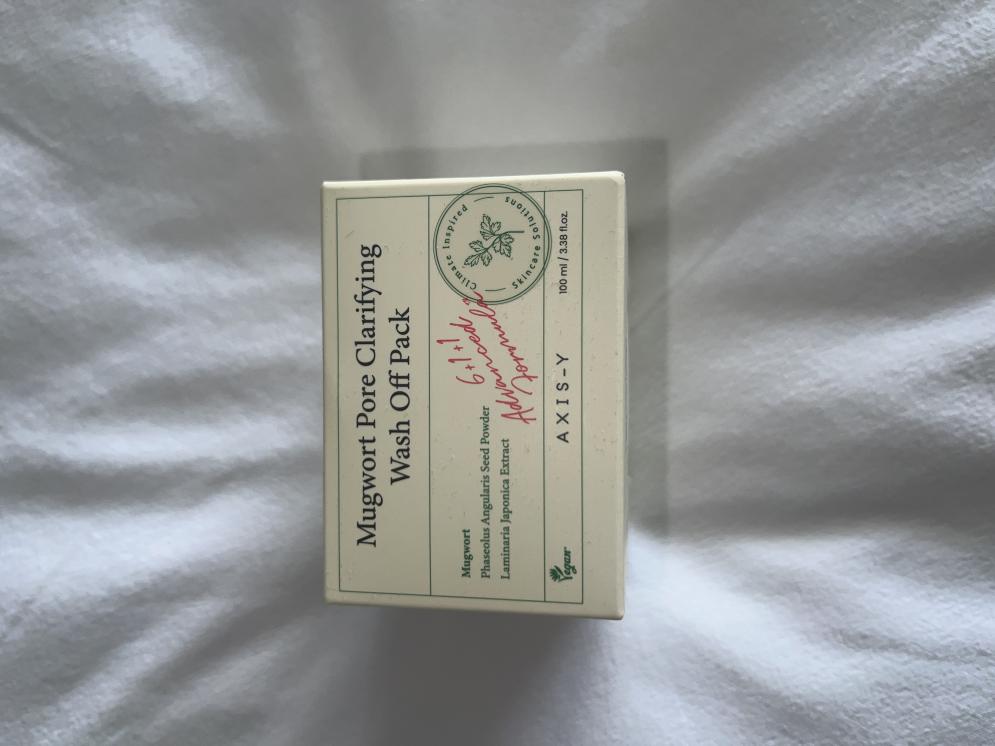 Mugwort Pore Clarifying
Wash Off Pack
Mugwort
Phaseolus Angularis Seed Powder
Laminaria Japonica Extract
6+1+1
Advanced
Formula
Climate Inspired
Skincare Solutions
Vegan
AXIS-Y
100 ml / 3.38 fl.oz.